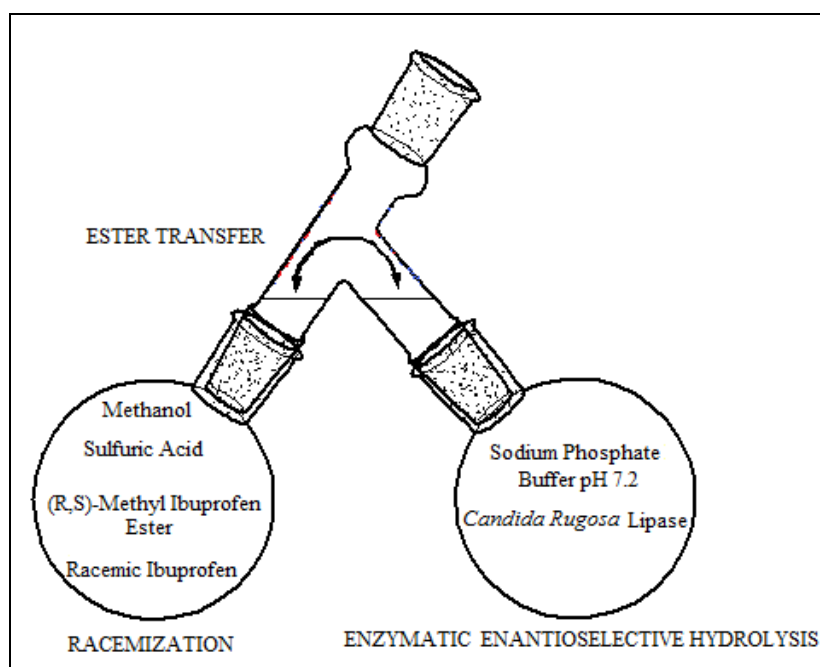 ESTER TRANSFER
Methanol
Sulfuric Acid
(R,S)-Methyl Ibuprofen
Ester
Racemic Ibuprofen
RACEMIZATION
Sodium Phosphate
Buffer pH 7.2
Candida Rugosa Lipase
ENZYMATIC ENANTIOSELECTIVE HYDROLYSIS